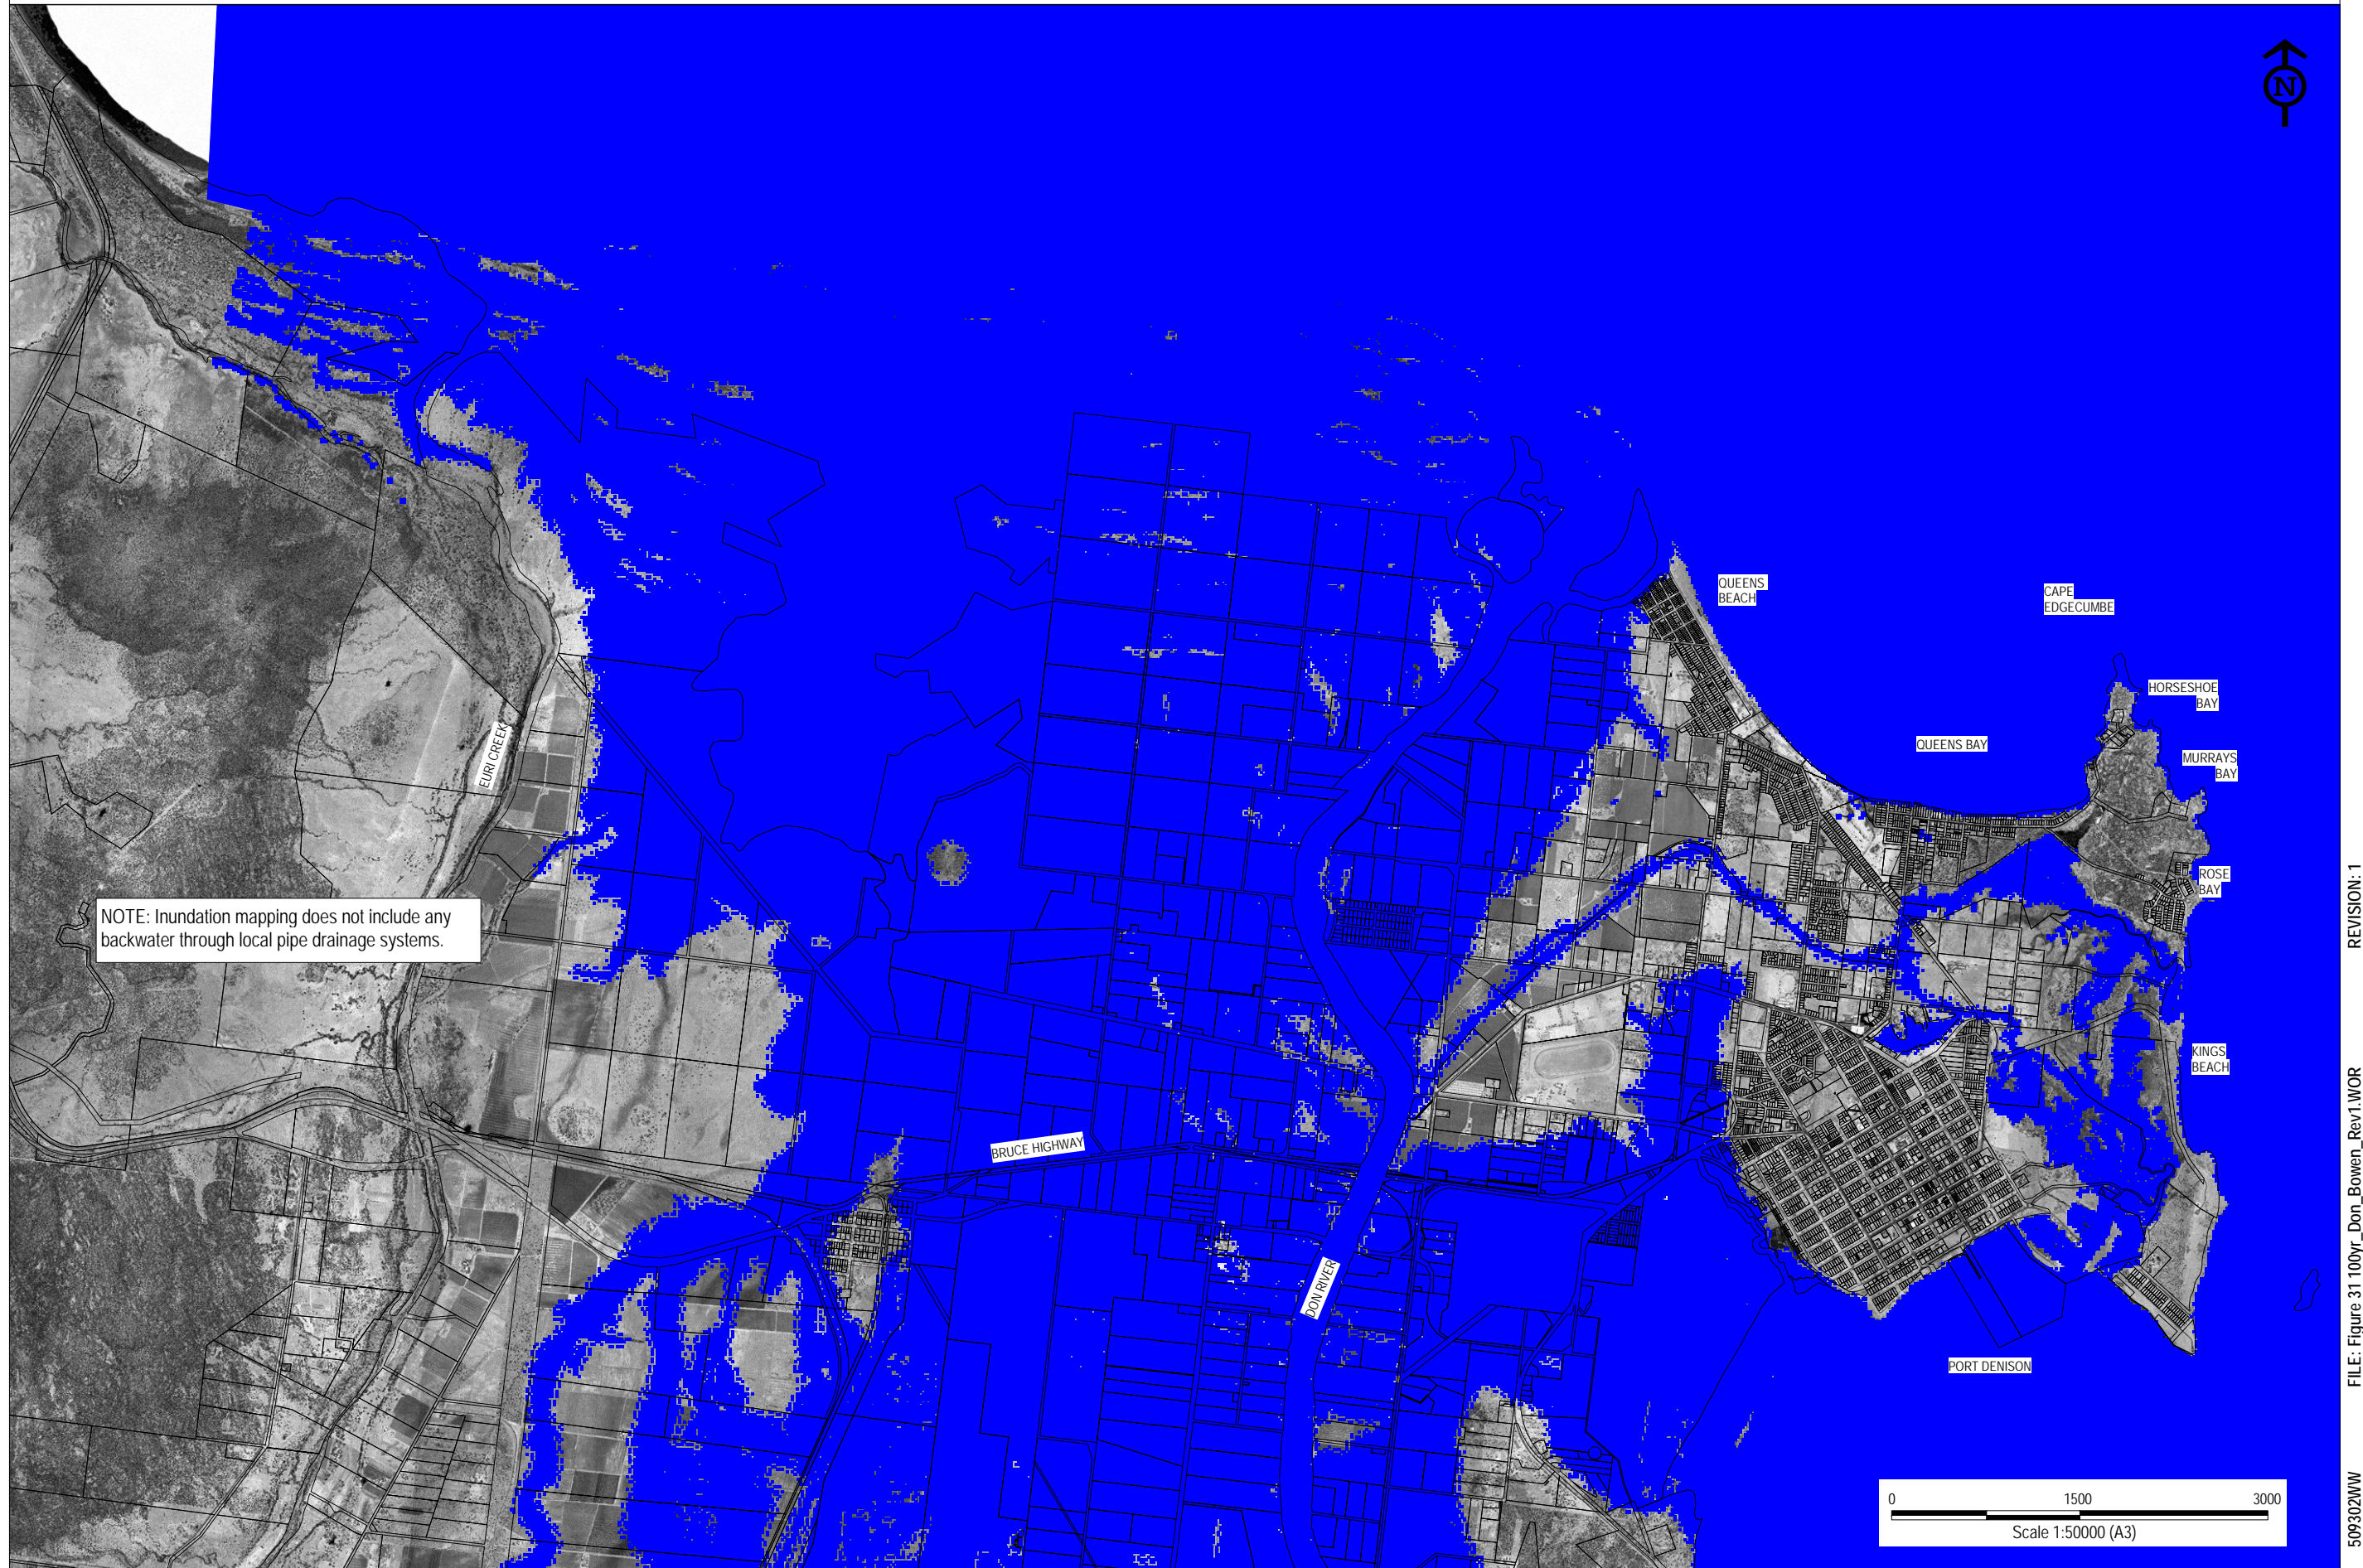 N
QUEENS
BEACH
CAPE
EDGECUMBE
HORSESHOE
BAY
QUEENS BAY
MURRAYS
BAY
EURI CREEK
ROSE
BAY
NOTE: Inundation mapping does not include any
backwater through local pipe drainage systems.
KINGS
BEACH
BRUCE HIGHWAY
DON RIVER
PORT DENISON
0 1500 3000
Scale 1:50000 (A3)
509302WW FILE: Figure 31 100yr_Don_Bowen_Rev1.WOR REVISION: 1